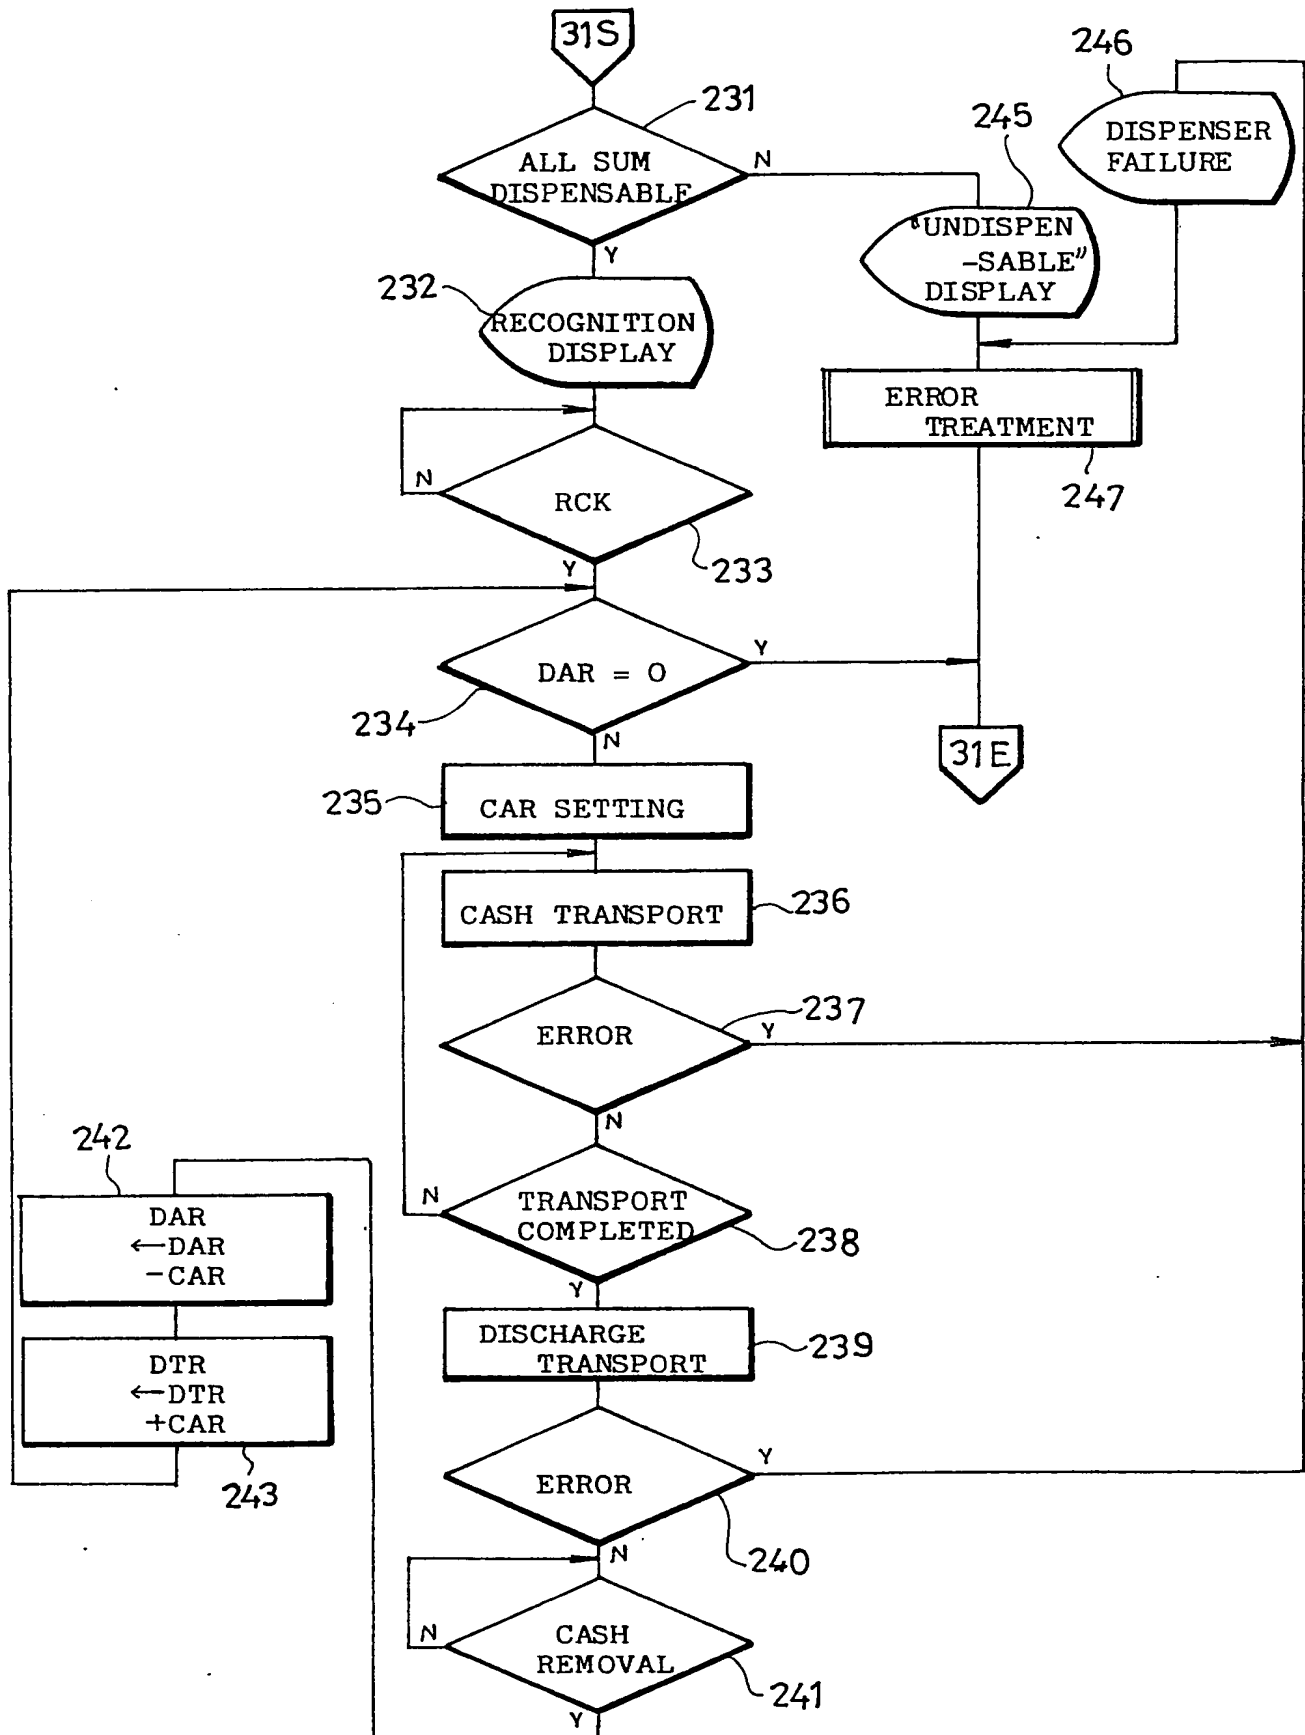 31S
231
ALL SUM
DISPENSABLE
N
Y
246
DISPENSER
FAILURE
245
“UNDISPEN
-SABLE”
DISPLAY
232
RECOGNITION
DISPLAY
ERROR
TREATMENT
247
N
RCK
233
Y
DAR = 0
Y
234
N
31E
235
CAR SETTING
CASH TRANSPORT
236
237
ERROR
Y
N
242
DAR
←DAR
-CAR
N
TRANSPORT
COMPLETED
238
Y
DISCHARGE
TRANSPORT
239
DTR
←DTR
+CAR
243
ERROR
Y
240
N
N
CASH
REMOVAL
241
Y